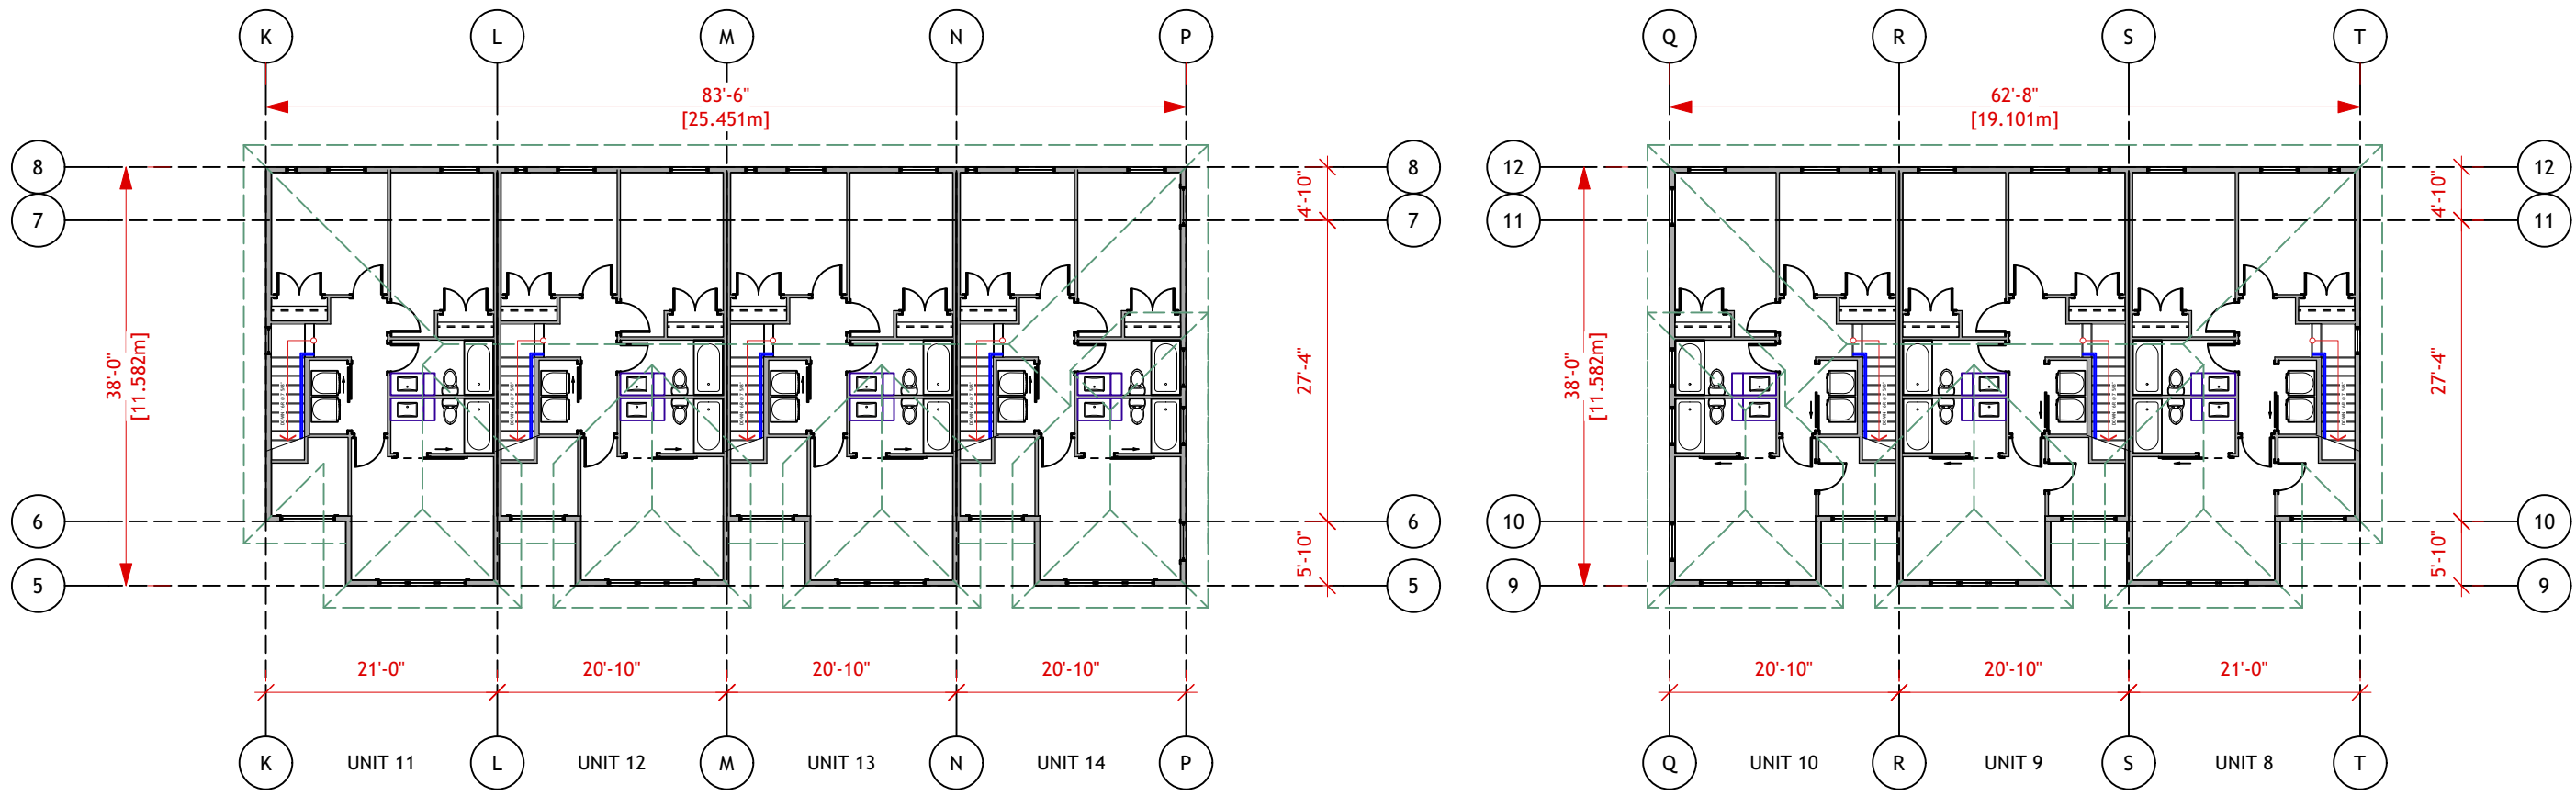 K L M N P
83'-6"
[25.451m]
8 8
7 7
4'-10"
38'-0"
[11.582m]
27'-4"
6 6
5'-10"
5 5
21'-0" 20'-10" 20'-10" 20'-10"
K UNIT 11 L UNIT 12 M UNIT 13 N UNIT 14 P
Q R S T
62'-8"
[19.101m]
12 12
11 11
4'-10"
38'-0"
[11.582m]
27'-4"
10 10
5'-10"
9 9
20'-10" 20'-10" 21'-0"
Q UNIT 10 R UNIT 9 S UNIT 8 T